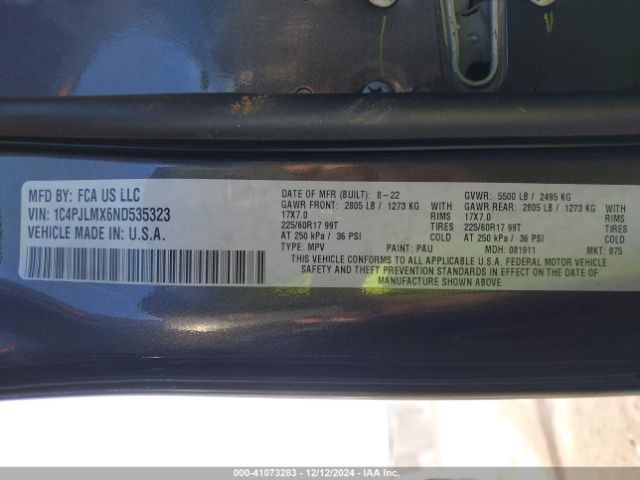 MFD BY: FCA US LLC
VIN: 1C4PJLMX6ND535323
VEHICLE MADE IN: U.S.A.
DATE OF MFR (BUILT): 8-22
GVWR: 5500 LB / 2495 KG
GAWR FRONT: 2805 LB / 1273 KG WITH
GAWR REAR: 2805 LB / 1273 KG WITH
17X7.0 RIMS
17X7.0 RIMS
225/60R17 99T TIRES
225/60R17 99T TIRES
AT 250 kPa / 36 PSI
AT 250 kPa / 36 PSI
TYPE: MPV PAINT: PAU MDH: 081911 MKT: 875
THIS VEHICLE CONFORMS TO ALL APPLICABLE U.S.A. FEDERAL MOTOR VEHICLE
SAFETY AND THEFT PREVENTION STANDARDS IN EFFECT ON THE DATE OF
MANUFACTURE SHOWN ABOVE.
000-41073283 - 12/12/2024 - IAAI.COM